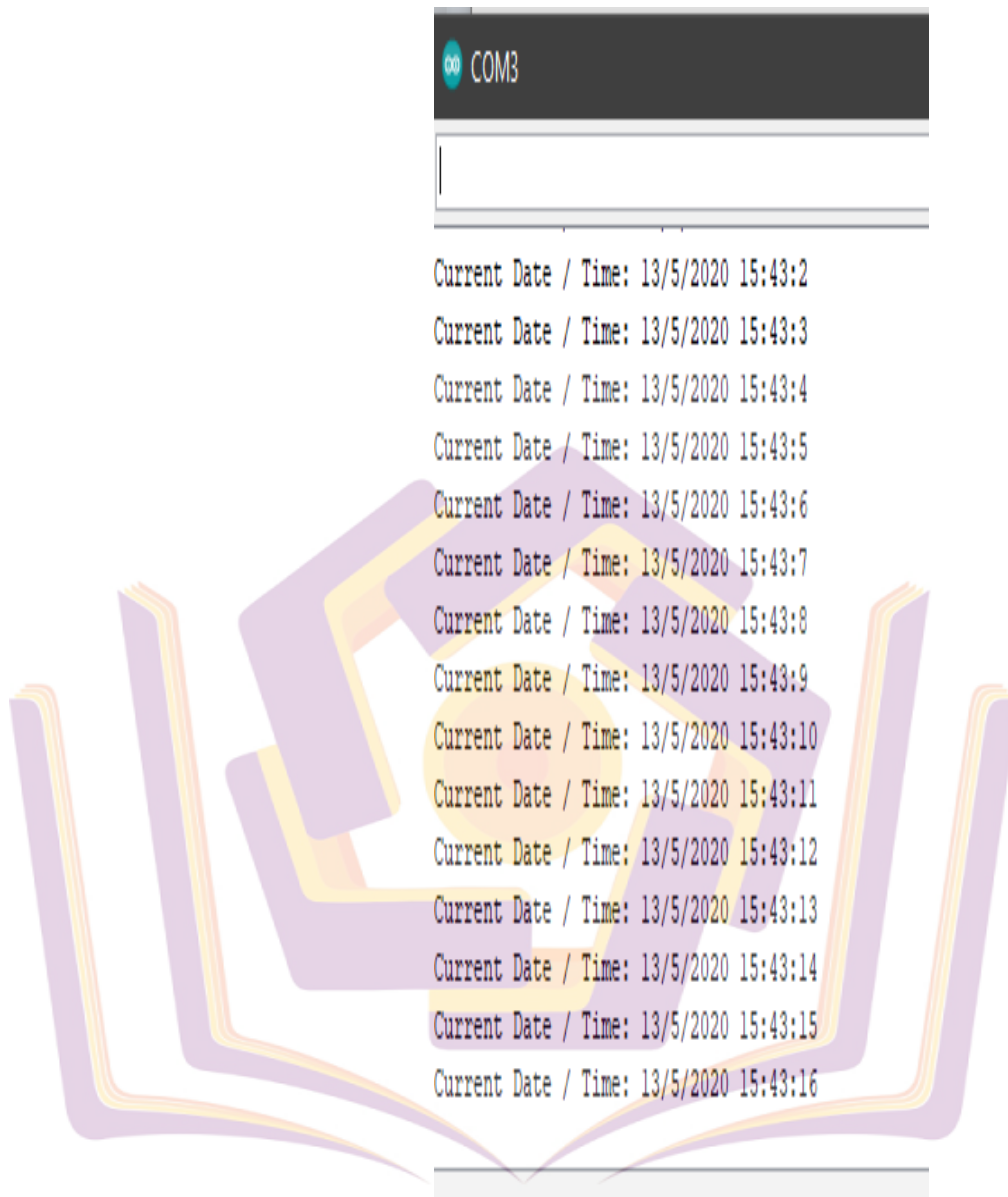 COM3
Current Date / Time: 13/5/2020 15:43:2
Current Date / Time: 13/5/2020 15:43:3
Current Date / Time: 13/5/2020 15:43:4
Current Date / Time: 13/5/2020 15:43:5
Current Date / Time: 13/5/2020 15:43:6
Current Date / Time: 13/5/2020 15:43:7
Current Date / Time: 13/5/2020 15:43:8
Current Date / Time: 13/5/2020 15:43:9
Current Date / Time: 13/5/2020 15:43:10
Current Date / Time: 13/5/2020 15:43:11
Current Date / Time: 13/5/2020 15:43:12
Current Date / Time: 13/5/2020 15:43:13
Current Date / Time: 13/5/2020 15:43:14
Current Date / Time: 13/5/2020 15:43:15
Current Date / Time: 13/5/2020 15:43:16